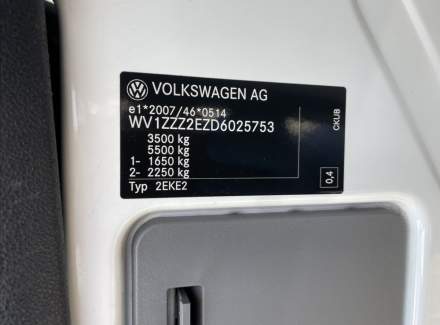 VOLKSWAGEN AG
e1*2007/46*0514
WV1ZZZ2EZD6025753
3500 kg
5500 kg
1- 1650 kg
2- 2250 kg
Typ 2EKE2
CKUB
0,4